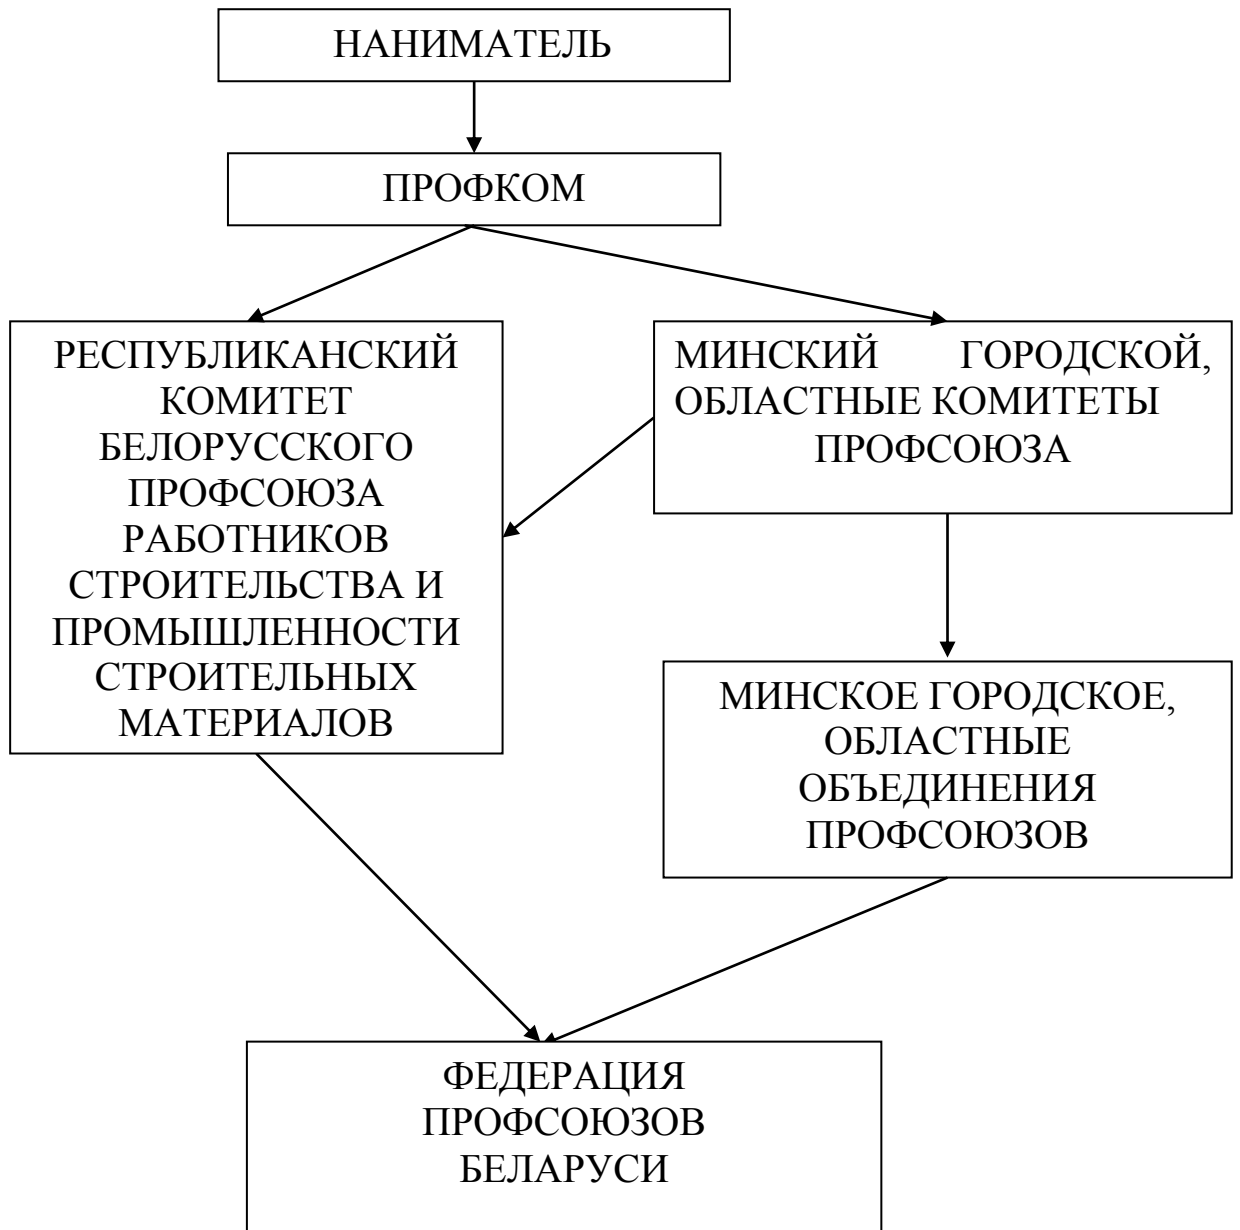 НАНИМАТЕЛЬ
ПРОФКОМ
РЕСПУБЛИКАНСКИЙ
КОМИТЕТ
БЕЛОРУССКОГО
ПРОФСОЮЗА
РАБОТНИКОВ
СТРОИТЕЛЬСТВА И
ПРОМЫШЛЕННОСТИ
СТРОИТЕЛЬНЫХ
МАТЕРИАЛОВ
МИНСКИЙ ГОРОДСКОЙ,
ОБЛАСТНЫЕ КОМИТЕТЫ
ПРОФСОЮЗА
МИНСКОЕ ГОРОДСКОЕ,
ОБЛАСТНЫЕ
ОБЪЕДИНЕНИЯ
ПРОФСОЮЗОВ
ФЕДЕРАЦИЯ
ПРОФСОЮЗОВ
БЕЛАРУСИ